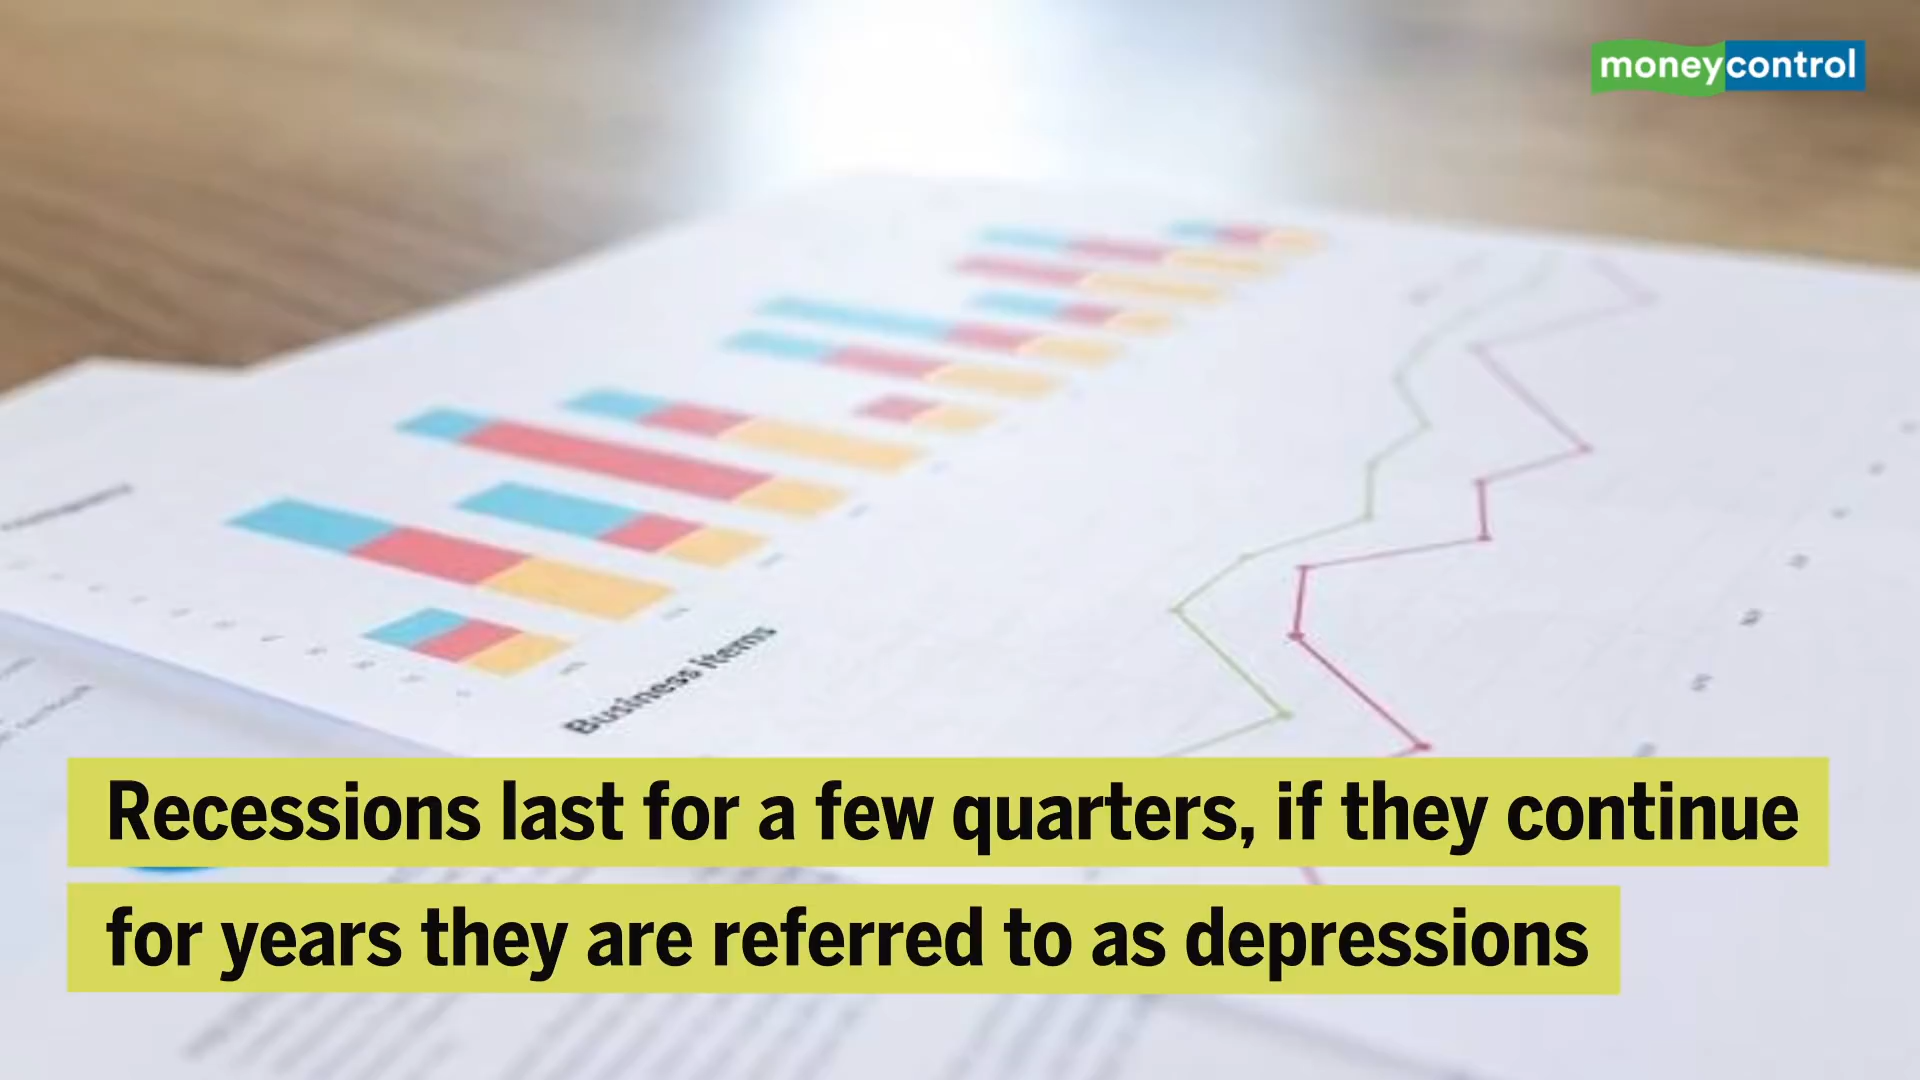 moneycontrol
Business items
Recessions last for a few quarters, if they continue
for years they are referred to as depressions